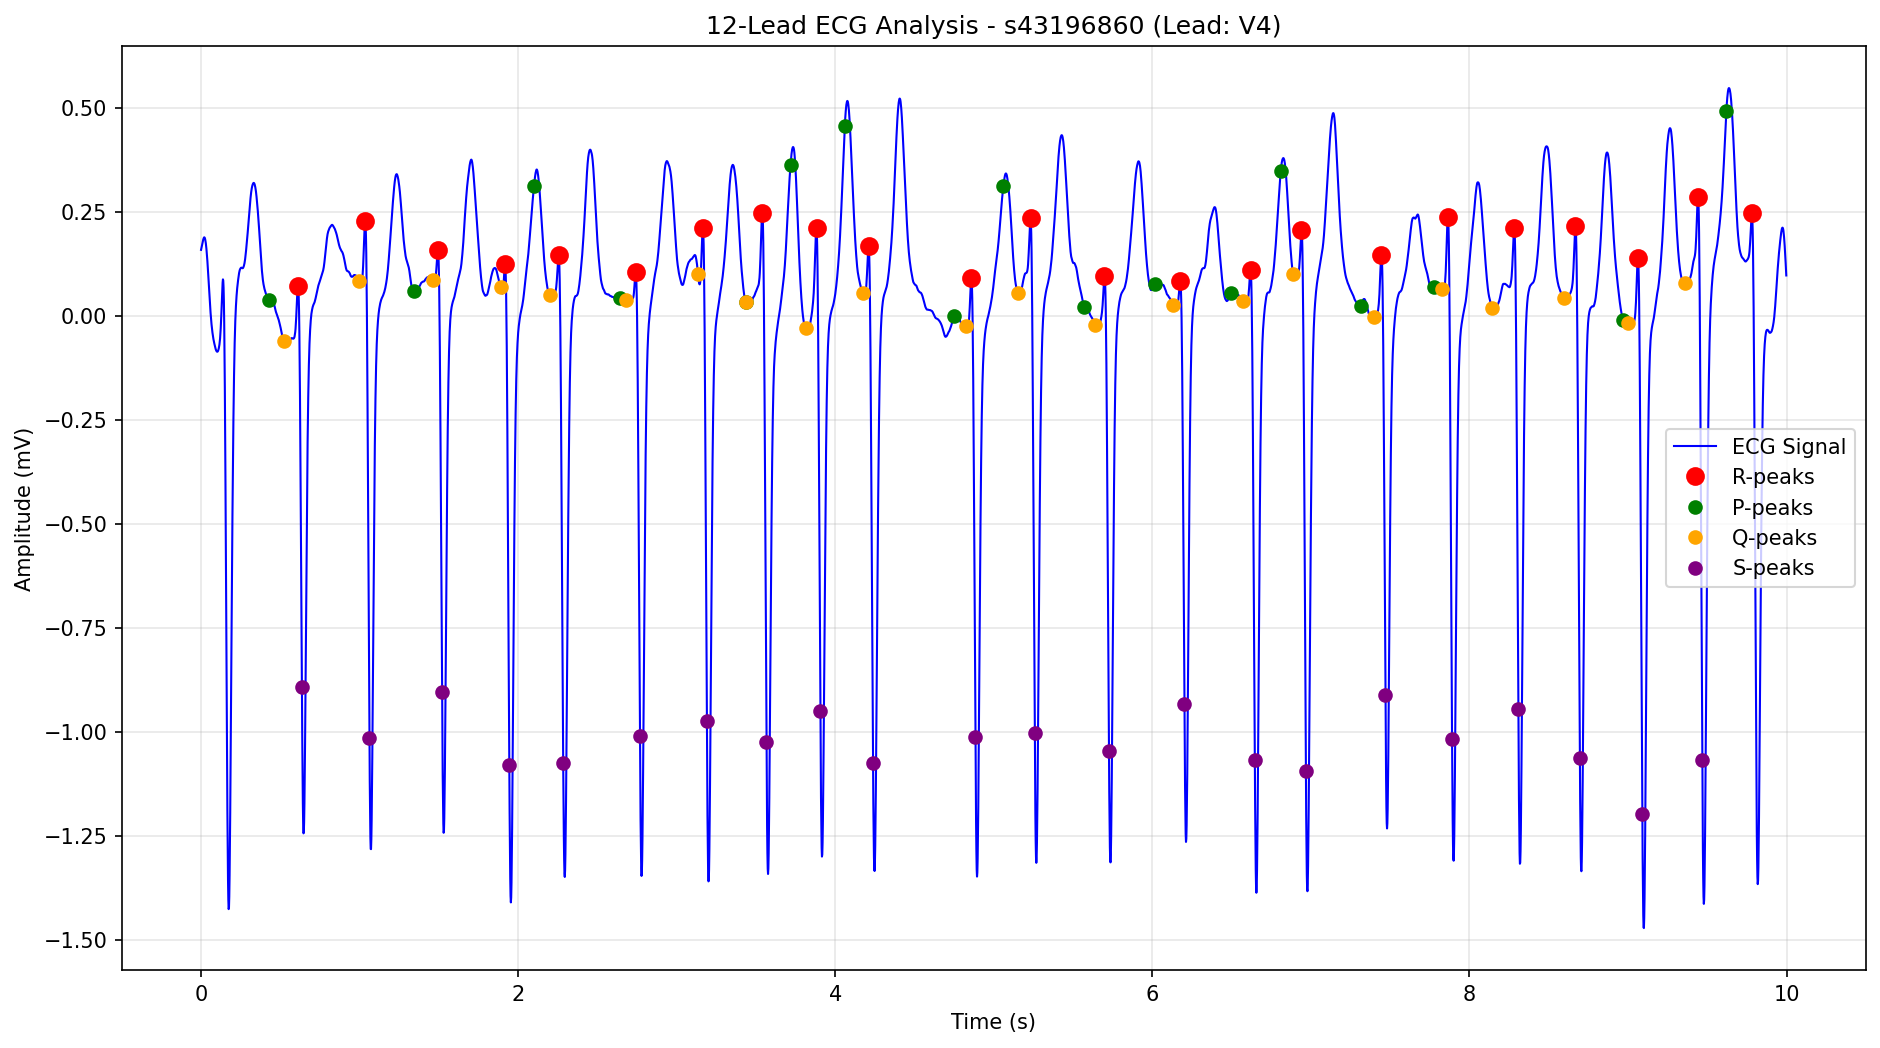 12-Lead ECG Analysis - s43196860 (Lead: V4)
Amplitude (mV)
0.50
0.25
0.00
−0.25
−0.50
−0.75
−1.00
−1.25
−1.50
ECG Signal
R-peaks
P-peaks
Q-peaks
S-peaks
0 2 4 6 8 10
Time (s)